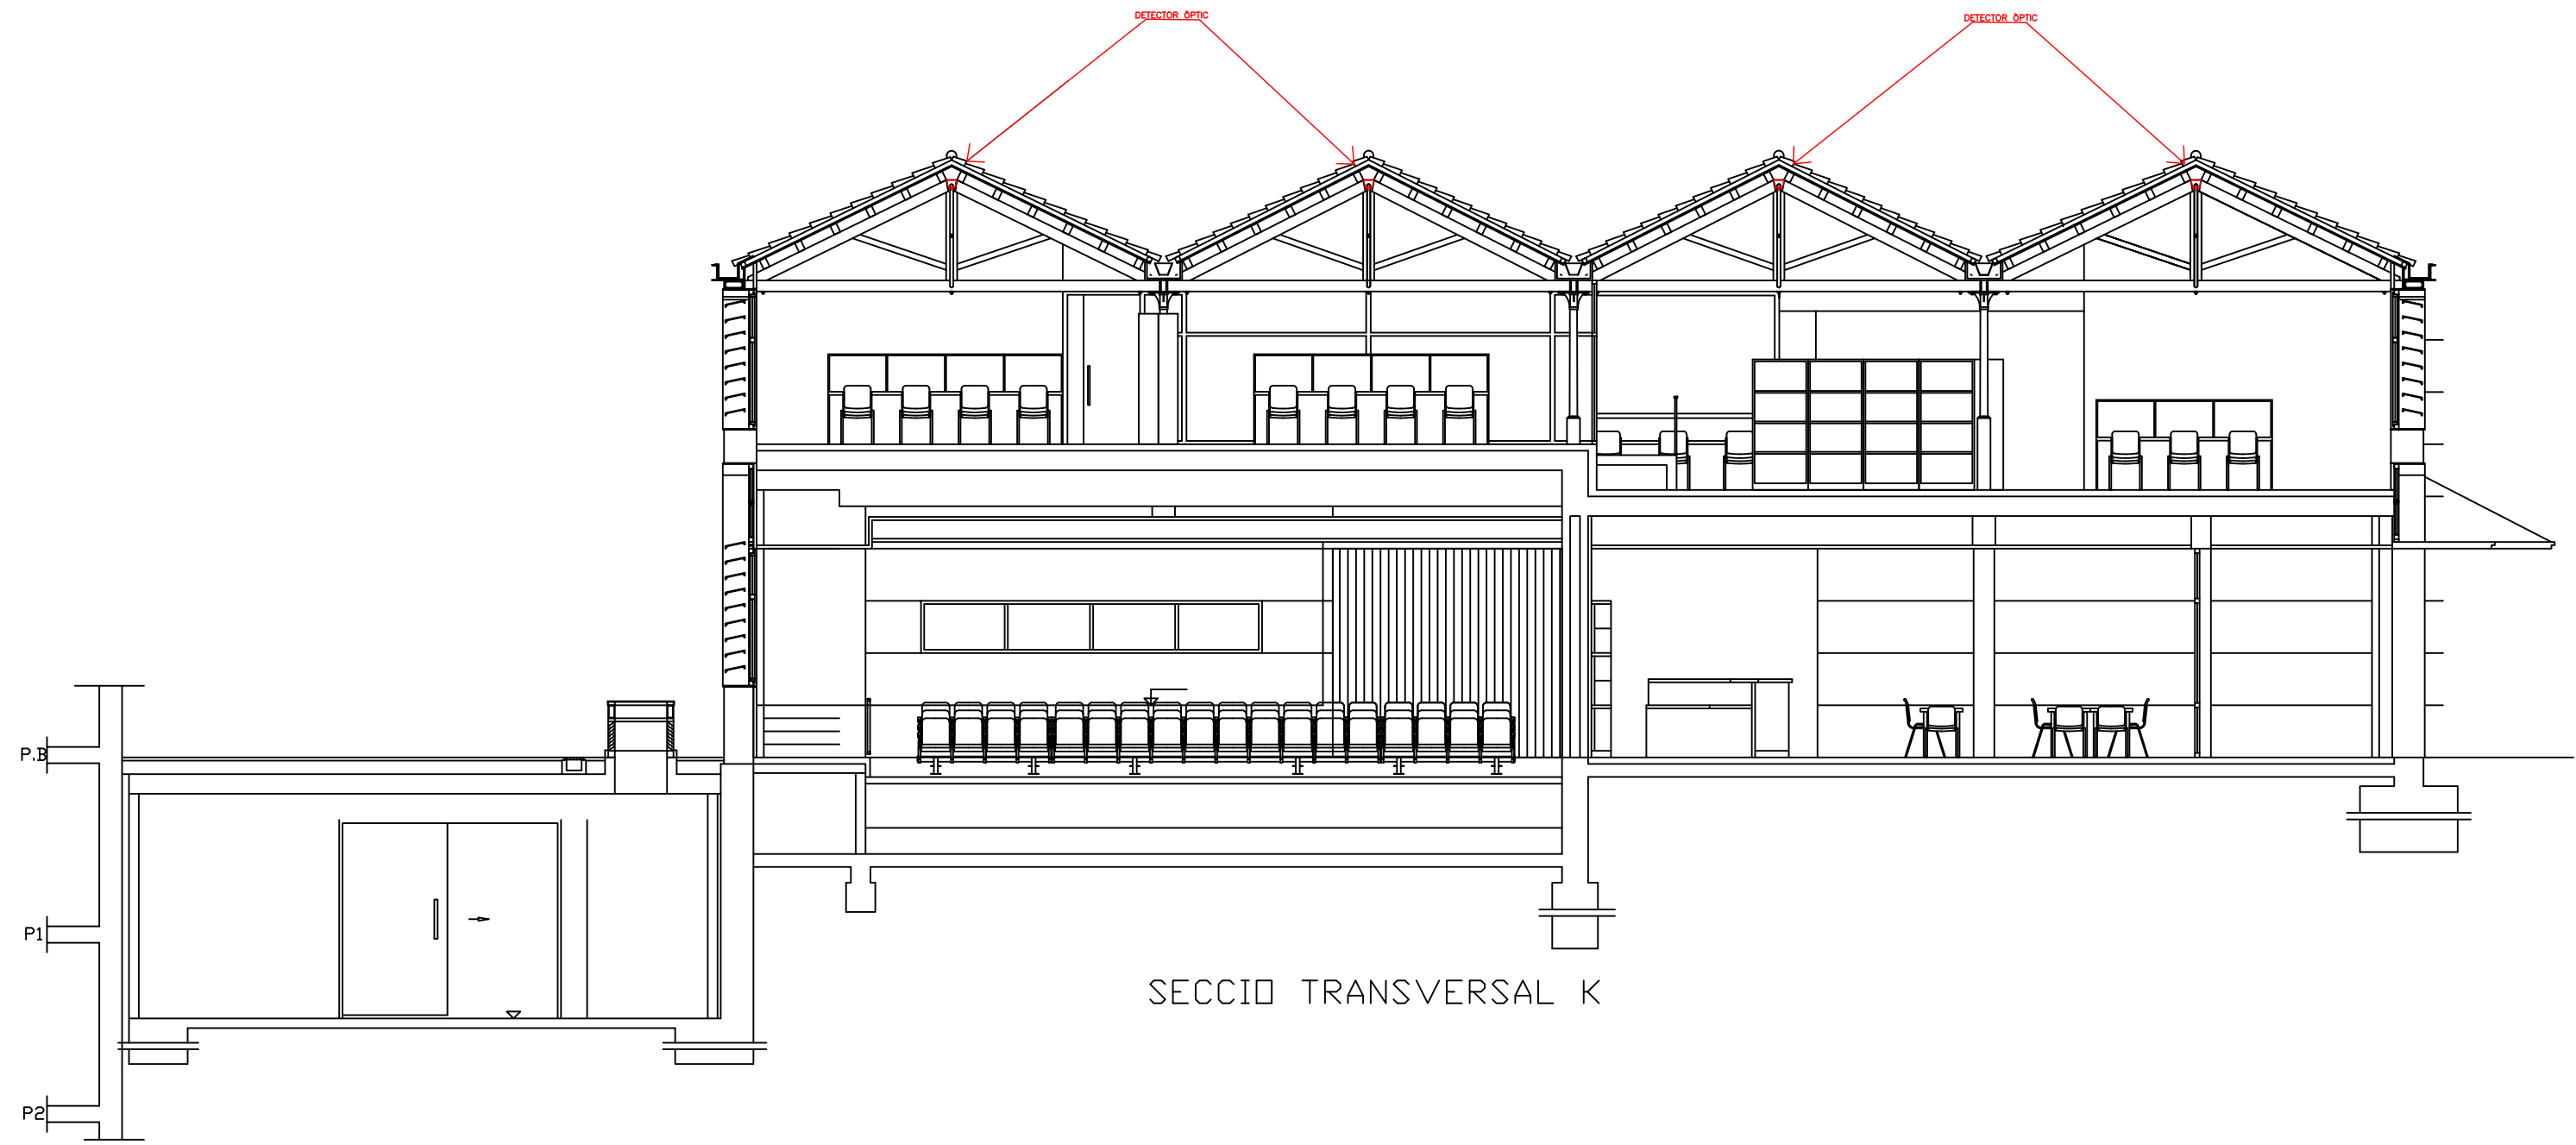 DETECTOR ÒPTIC
DETECTOR ÒPTIC
P.B
P1
SECCIO TRANSVERSAL K
P2